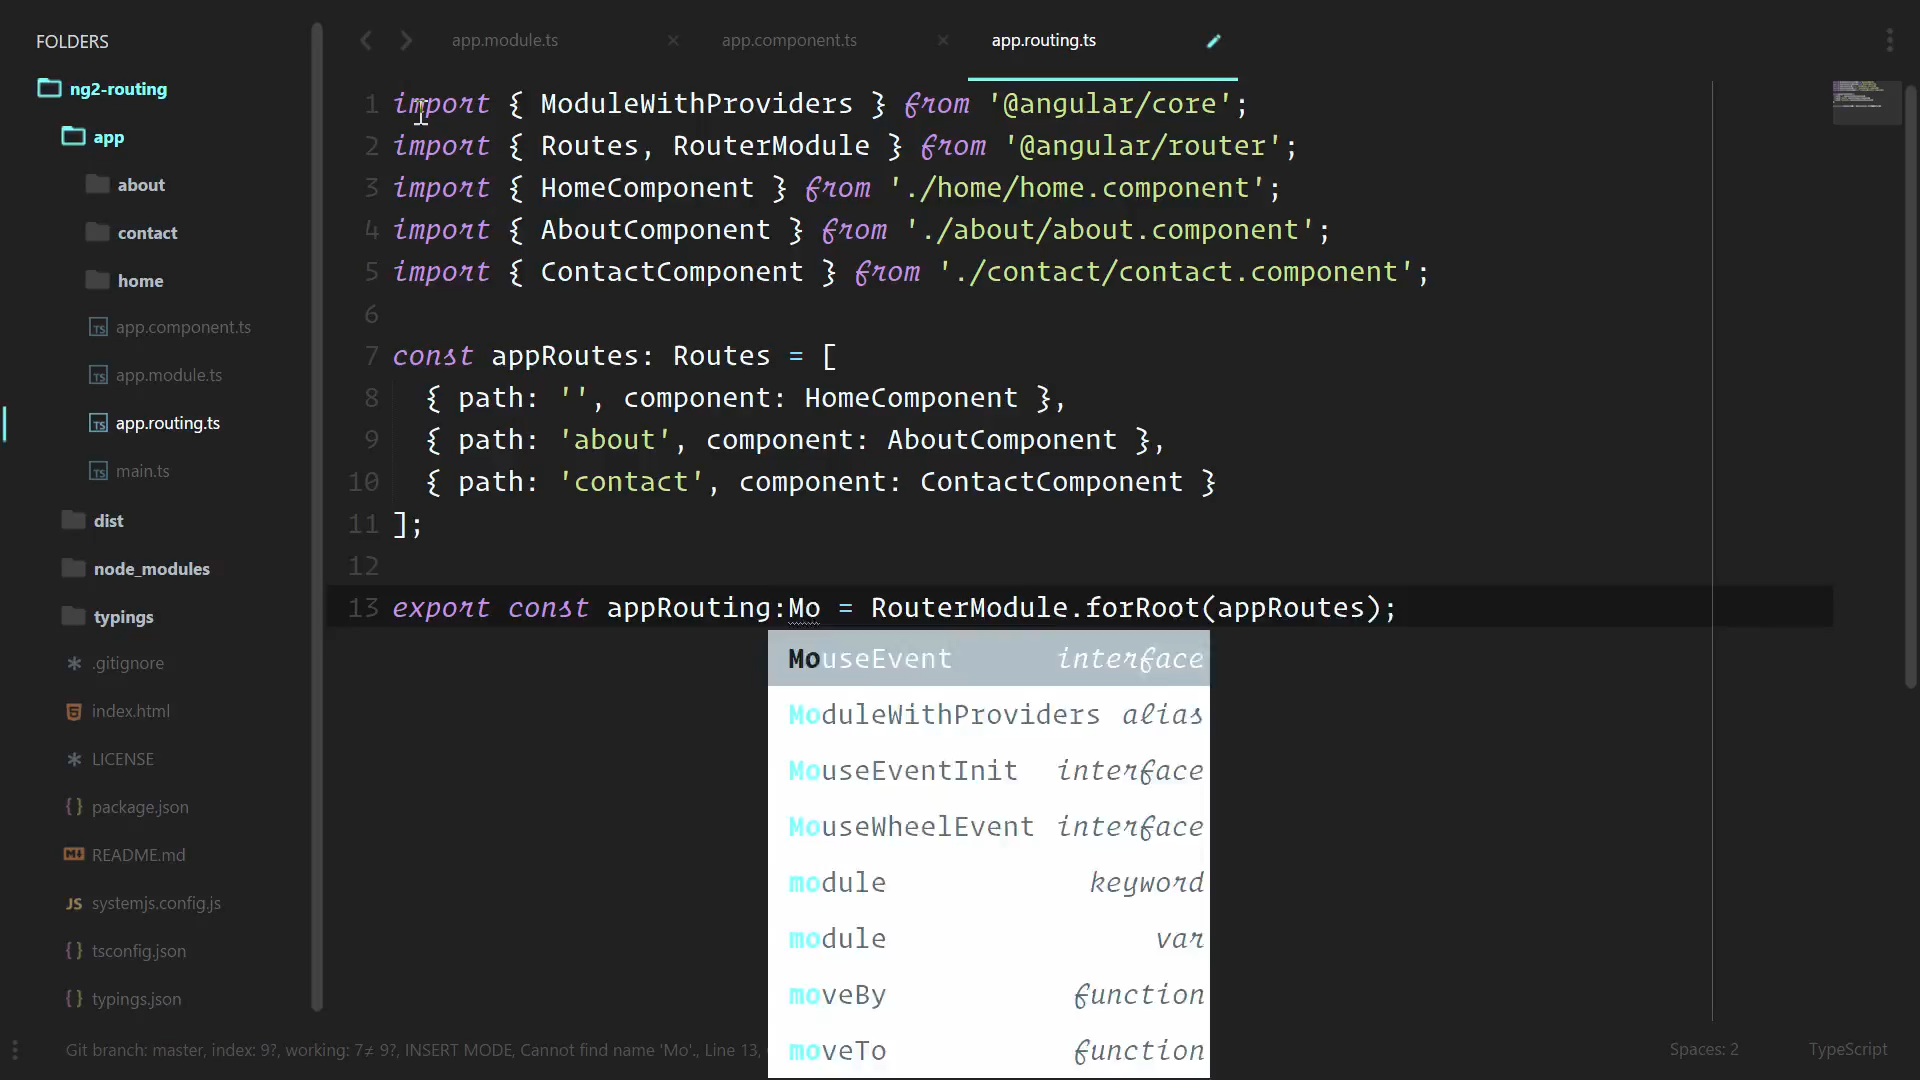 FOLDERS
ng2-routing
app
about
contact
home
app.component.ts
app.module.ts
app.routing.ts
main.ts
dist
node_modules
typings
.gitignore
index.html
LICENSE
package.json
README.md
systemjs.config.js
tsconfig.json
typings.json
app.module.ts app.component.ts app.routing.ts
1 import { ModuleWithProviders } from '@angular/core';
2 import { Routes, RouterModule } from '@angular/router';
3 import { HomeComponent } from './home/home.component';
4 import { AboutComponent } from './about/about.component';
5 import { ContactComponent } from './contact/contact.component';
6
7 const appRoutes: Routes = [
8 { path: '', component: HomeComponent },
9 { path: 'about', component: AboutComponent },
10 { path: 'contact', component: ContactComponent }
11 ];
12
13 export const appRouting:Mo = RouterModule.forRoot(appRoutes);
MouseEvent interface
ModuleWithProviders alias
MouseEventInit interface
MouseWheelEvent interface
module keyword
module var
moveBy function
moveTo function
Git branch: master, index: 9?, working: 7≠ 9?, INSERT MODE, Cannot find name 'Mo'., Line 13, Spaces: 2 TypeScript